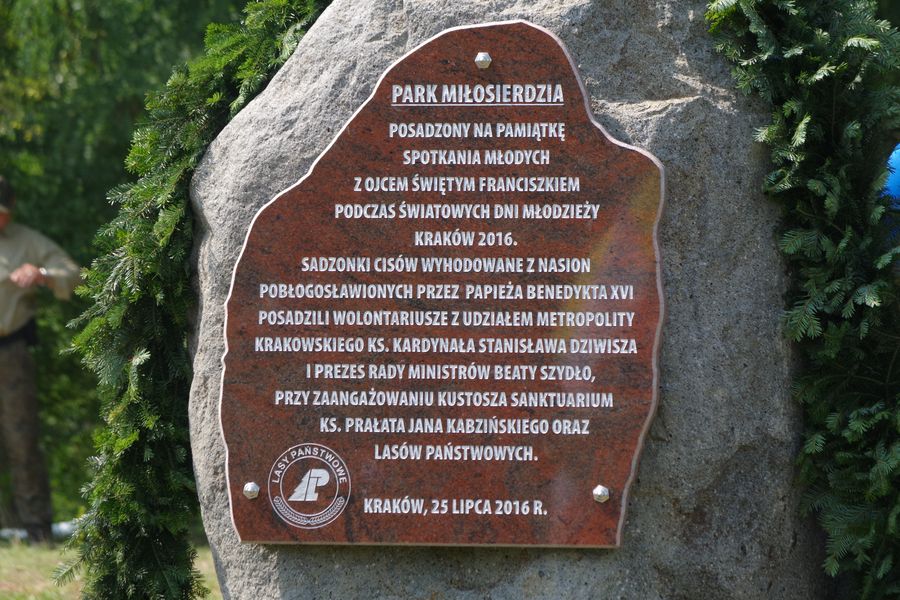 PARK MIŁOSIERDZIA
POSADZONY NA PAMIĄTKĘ
SPOTKANIA MŁODYCH
Z OJCEM ŚWIĘTYM FRANCISZKIEM
PODCZAS ŚWIATOWYCH DNI MŁODZIEŻY
KRAKÓW 2016.
SADZONKI CISÓW WYHODOWANE Z NASION
POBŁOGOSŁAWIONYCH PRZEZ PAPIEŻA BENEDYKTA XVI
POSADZILI WOLONTARIUSZE Z UDZIAŁEM METROPOLITY
KRAKOWSKIEGO KS. KARDYNAŁA STANISŁAWA DZIWISZA
I PREZES RADY MINISTRÓW BEATY SZYDŁO,
PRZY ZAANGAŻOWANIU KUSTOSZA SANKTUARIUM
KS. PRAŁATA JANA KABZIŃSKIEGO ORAZ
LASÓW PAŃSTWOWYCH.
LASY PAŃSTWOWE
LP
KRAKÓW, 25 LIPCA 2016 R.